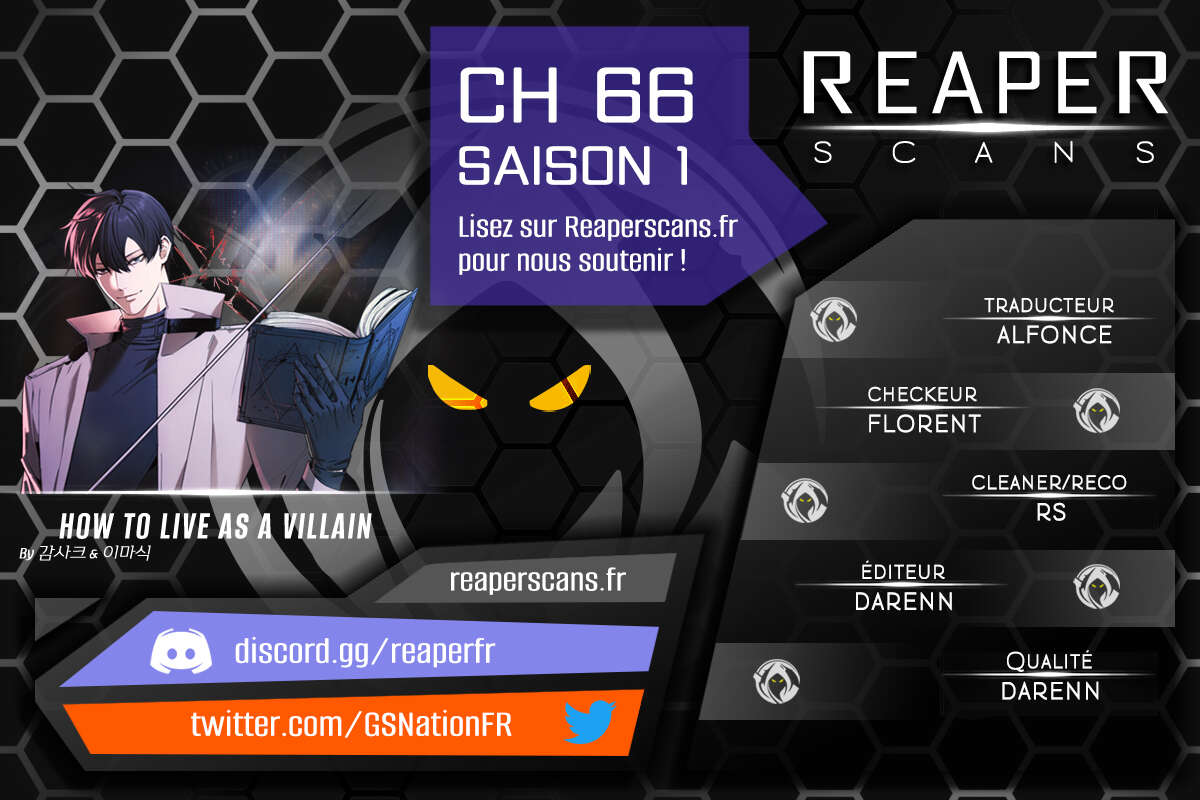 CH 66
SAISON 1
Lisez sur Reaperscans.fr
pour nous soutenir !
REAPER
SCANS
TRADUCTEUR
ALFONCE
CHECKEUR
FLORENT
CLEANER/RECO
RS
ÉDITEUR
DARENN
QUALITÉ
DARENN
HOW TO LIVE AS A VILLAIN
By 감사크 & 이마식
reaperscans.fr
discord.gg/reaperfr
twitter.com/GSNationFR